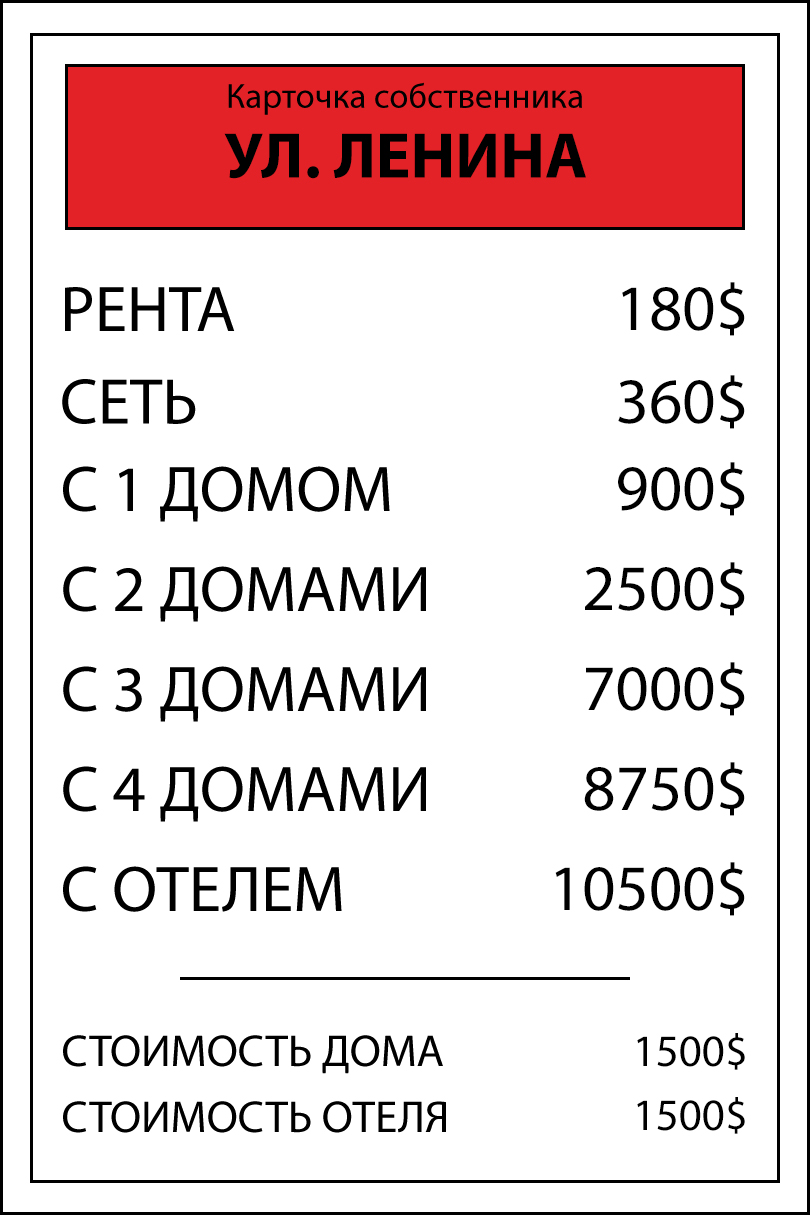 Карточка собственника
УЛ. ЛЕНИНА
РЕНТА 180$
СЕТЬ 360$
С 1 ДОМОМ 900$
С 2 ДОМАМИ 2500$
С 3 ДОМАМИ 7000$
С 4 ДОМАМИ 8750$
С ОТЕЛЕМ 10500$
СТОИМОСТЬ ДОМА 1500$
СТОИМОСТЬ ОТЕЛЯ 1500$